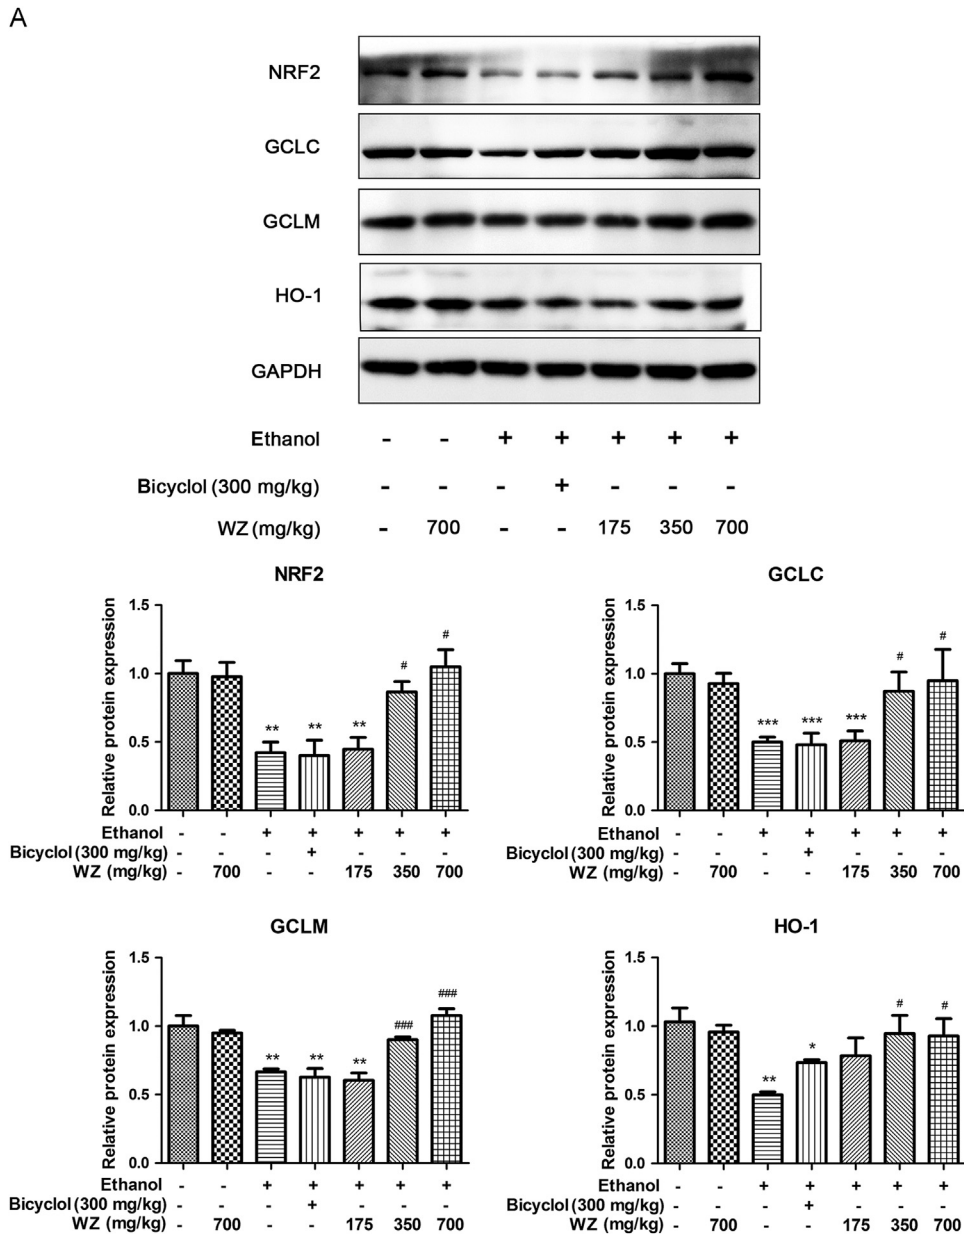 A
NRF2
GCLC
GCLM
HO-1
GAPDH
Ethanol - - + + + + +
Bicyclol (300 mg/kg) - - - + - - -
WZ (mg/kg) - 700 - - 175 350 700
NRF2
Relative protein expression
1.5
1.0
0.5
0.0
** ** ** # #
Ethanol - - + + + + +
Bicyclol (300 mg/kg) - - - + - - -
WZ (mg/kg) - 700 - - 175 350 700
GCLC
Relative protein expression
1.5
1.0
0.5
0.0
*** *** *** # #
Ethanol - - + + + + +
Bicyclol (300 mg/kg) - - - + - - -
WZ (mg/kg) - 700 - - 175 350 700
GCLM
Relative protein expression
1.5
1.0
0.5
0.0
** ** ** ### ###
Ethanol - - + + + + +
Bicyclol (300 mg/kg) - - - + - - -
WZ (mg/kg) - 700 - - 175 350 700
HO-1
Relative protein expression
1.5
1.0
0.5
0.0
** * # #
Ethanol - - + + + + +
Bicyclol (300 mg/kg) - - - + - - -
WZ (mg/kg) - 700 - - 175 350 700